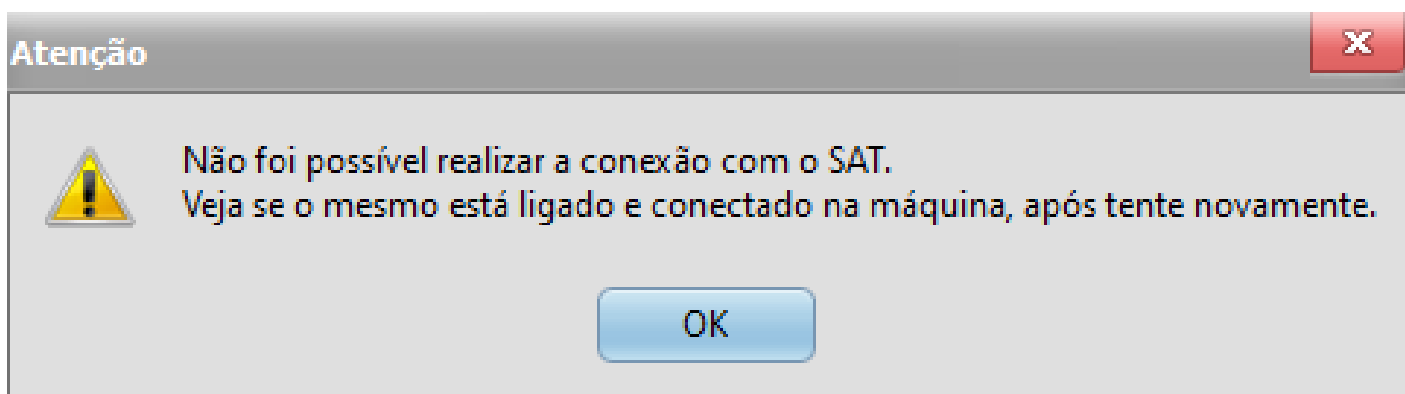 Atenção
Não foi possível realizar a conexão com o SAT.
Veja se o mesmo está ligado e conectado na máquina, após tente novamente.
OK